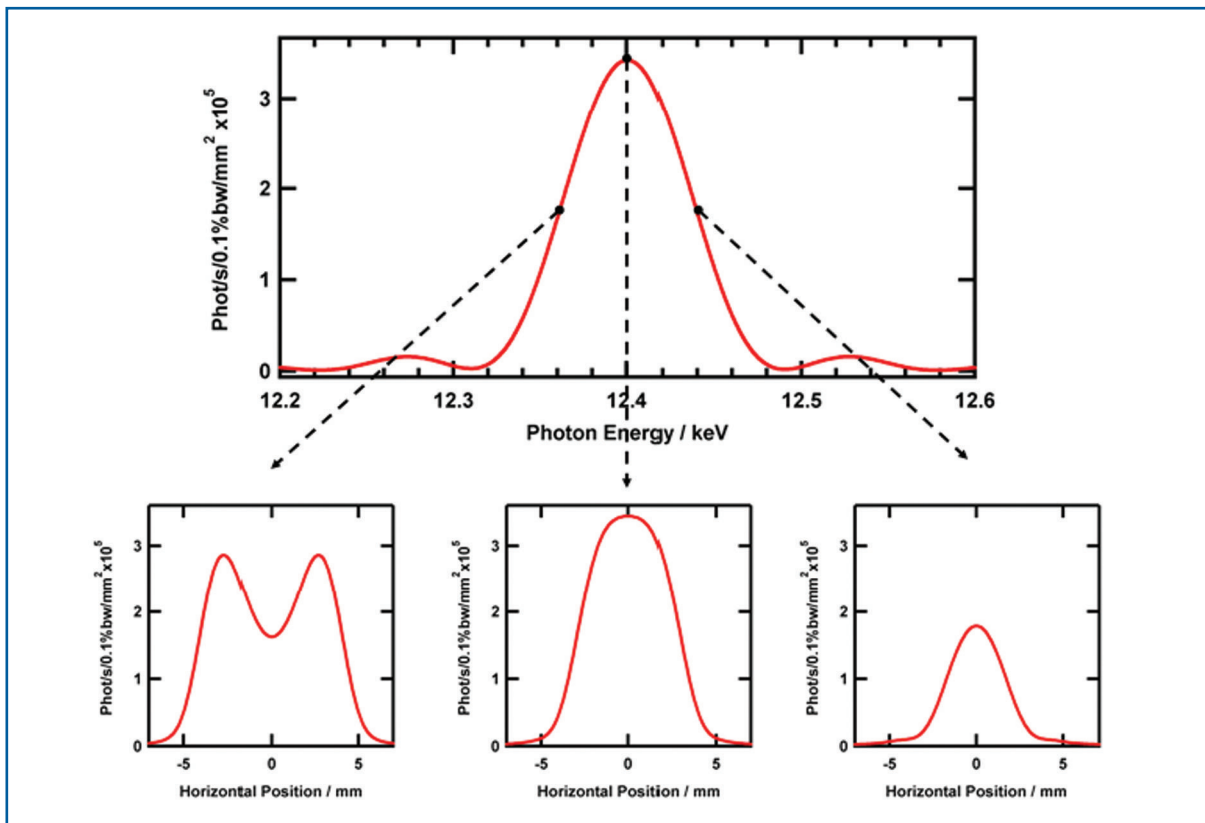 Phot/s/0.1%bw/mm² x10⁵
3
2
1
0
12.2 12.3 12.4 12.5 12.6
Photon Energy / keV
Phot/s/0.1%bw/mm²x10⁵
3
2
1
0
-5 0 5
Horizontal Position / mm
Phot/s/0.1%bw/mm²x10⁵
3
2
1
0
-5 0 5
Horizontal Position / mm
Phot/s/0.1%bw/mm²x10⁵
3
2
1
0
-5 0 5
Horizontal Position / mm